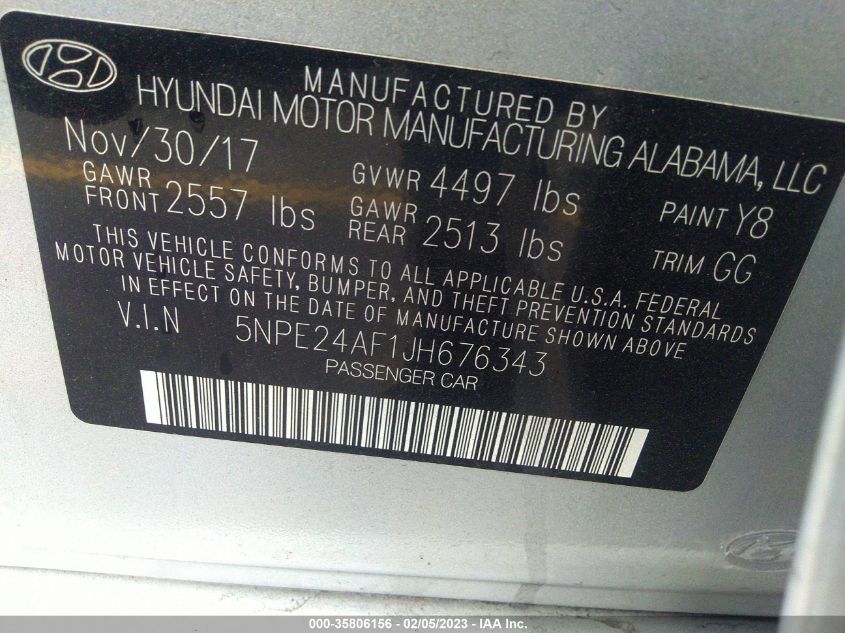 MANUFACTURED BY
HYUNDAI MOTOR MANUFACTURING ALABAMA, LLC
Nov/30/17
GAWR FRONT 2557 lbs
GVWR 4497 lbs
GAWR REAR 2513 lbs
PAINT Y8
TRIM GG
THIS VEHICLE CONFORMS TO ALL APPLICABLE U.S.A. FEDERAL
MOTOR VEHICLE SAFETY, BUMPER, AND THEFT PREVENTION STANDARDS
IN EFFECT ON THE DATE OF MANUFACTURE SHOWN ABOVE
V.I.N 5NPE24AF1JH676343
PASSENGER CAR
000-35806156 - 02/05/2023 - IAA Inc.